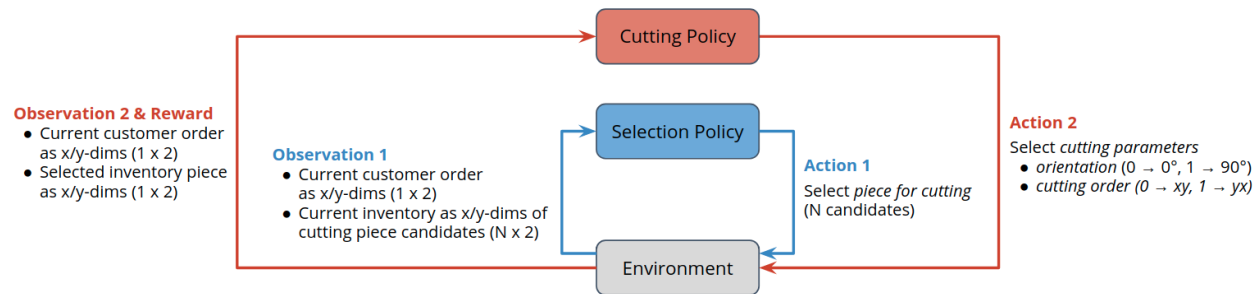 Cutting Policy
Observation 2 & Reward
● Current customer order
as x/y-dims (1 x 2)
● Selected inventory piece
as x/y-dims (1 x 2)
Selection Policy
Observation 1
● Current customer order
as x/y-dims (1 x 2)
● Current inventory as x/y-dims of
cutting piece candidates (N x 2)
Action 1
Select piece for cutting
(N candidates)
Action 2
Select cutting parameters
● orientation (0 → 0°, 1 → 90°)
● cutting order (0 → xy, 1 → yx)
Environment